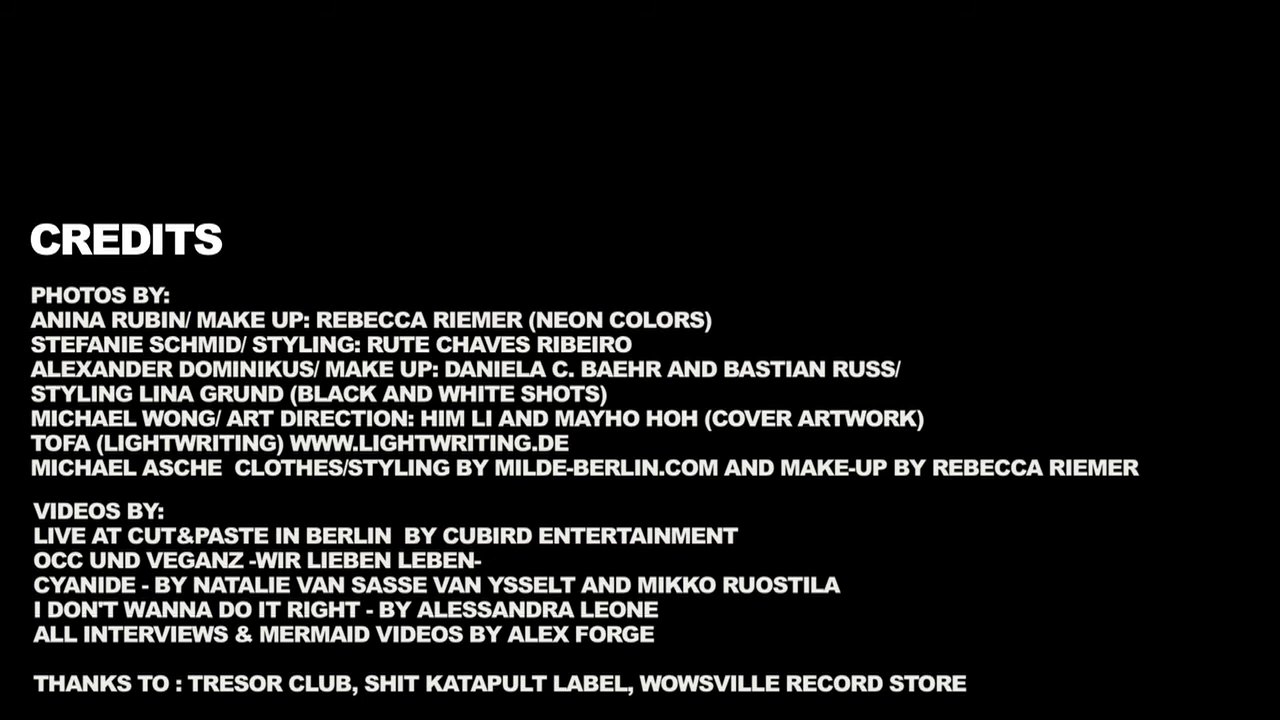 CREDITS
PHOTOS BY:
ANINA RUBIN/ MAKE UP: REBECCA RIEMER (NEON COLORS)
STEFANIE SCHMID/ STYLING: RUTE CHAVES RIBEIRO
ALEXANDER DOMINIKUS/ MAKE UP: DANIELA C. BAEHR AND BASTIAN RUSS/
STYLING LINA GRUND (BLACK AND WHITE SHOTS)
MICHAEL WONG/ ART DIRECTION: HIM LI AND MAYHO HOH (COVER ARTWORK)
TOFA (LIGHTWRITING) WWW.LIGHTWRITING.DE
MICHAEL ASCHE  CLOTHES/STYLING BY MILDE-BERLIN.COM AND MAKE-UP BY REBECCA RIEMER
VIDEOS BY:
LIVE AT CUT&PASTE IN BERLIN  BY CUBIRD ENTERTAINMENT
OCC UND VEGANZ -WIR LIEBEN LEBEN-
CYANIDE - BY NATALIE VAN SASSE VAN YSSELT AND MIKKO RUOSTILA
I DON'T WANNA DO IT RIGHT - BY ALESSANDRA LEONE
ALL INTERVIEWS & MERMAID VIDEOS BY ALEX FORGE
THANKS TO : TRESOR CLUB, SHIT KATAPULT LABEL, WOWSVILLE RECORD STORE